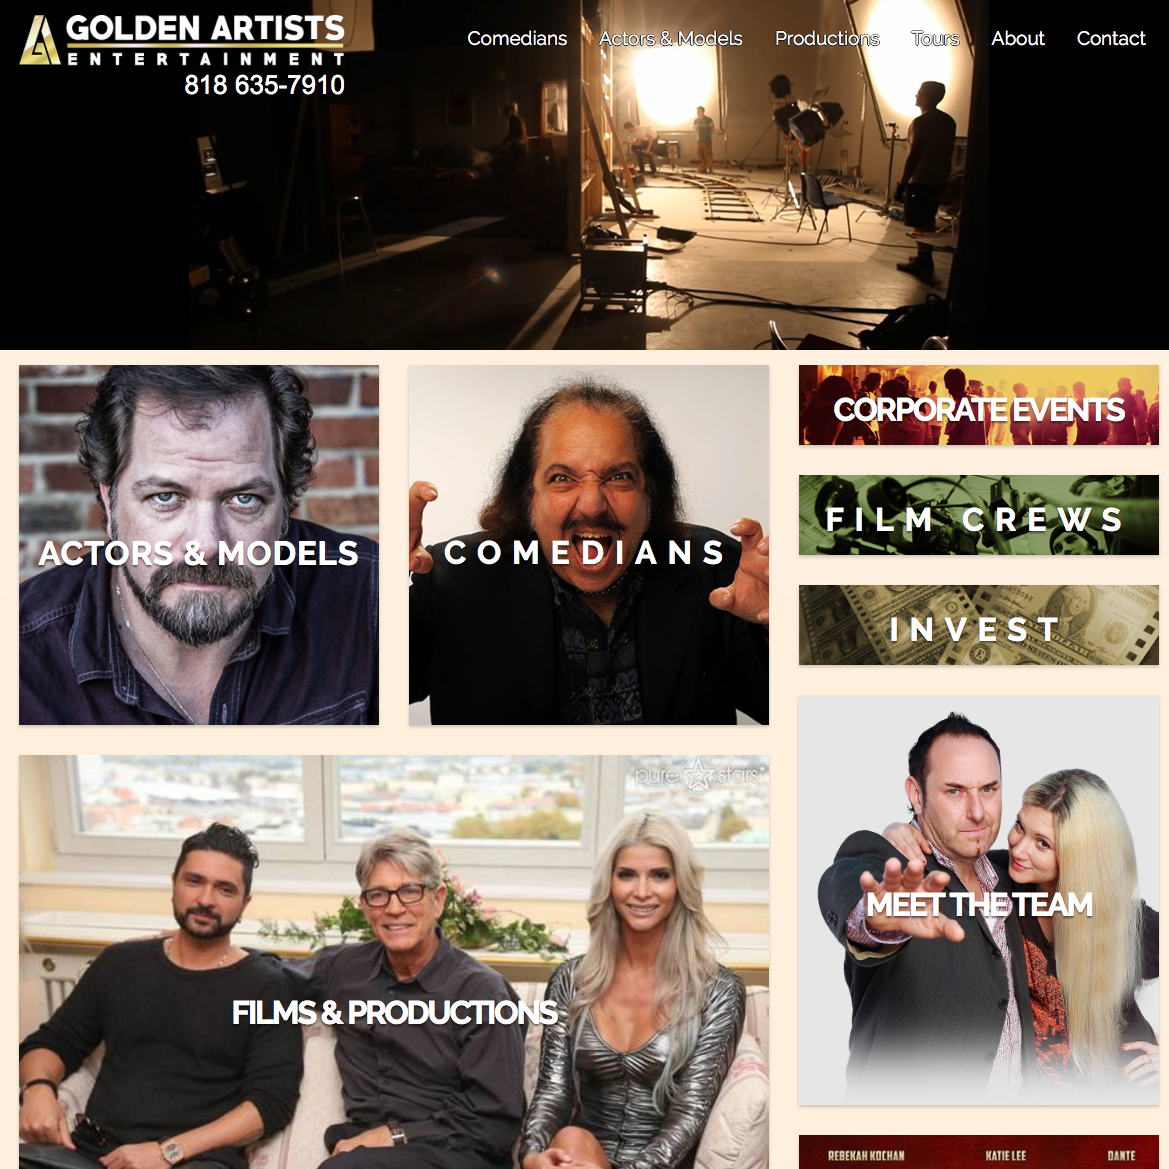 GOLDEN ARTISTS
ENTERTAINMENT
818 635-7910
Comedians Actors & Models Productions Tours About Contact
ACTORS & MODELS
COMEDIANS
CORPORATE EVENTS
FILM CREWS
INVEST
pure stars
MEET THE TEAM
FILMS & PRODUCTIONS
REBEKAH KOCHAN KATIE LEE DANTE